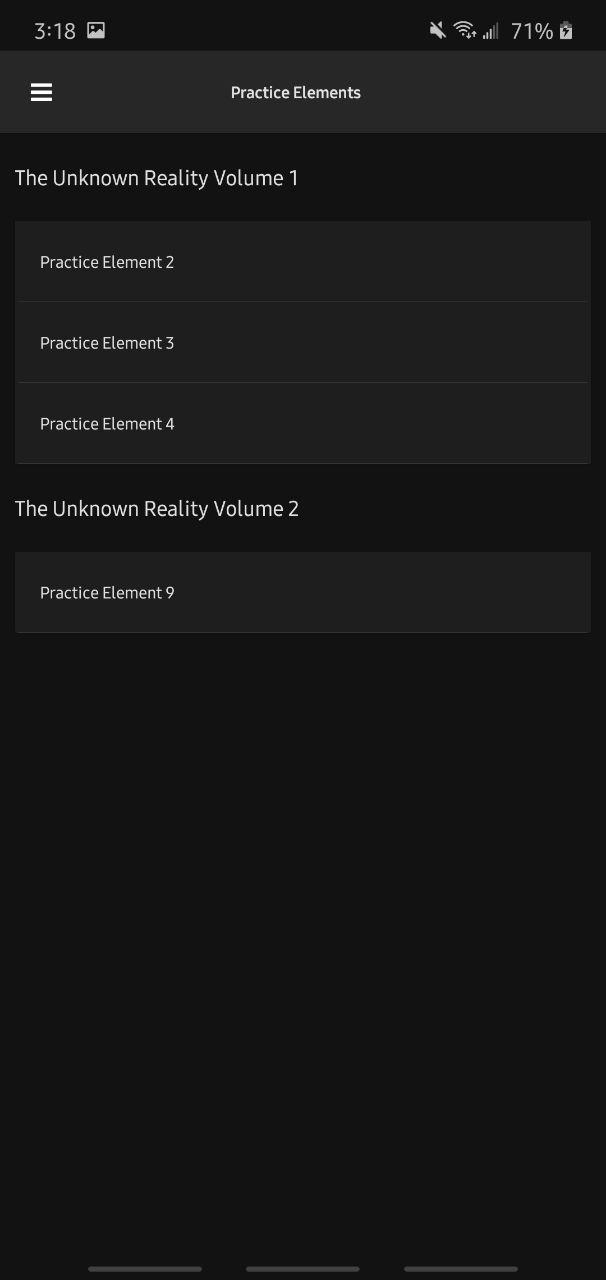 3:18 71%
Practice Elements
The Unknown Reality Volume 1
Practice Element 2
Practice Element 3
Practice Element 4
The Unknown Reality Volume 2
Practice Element 9